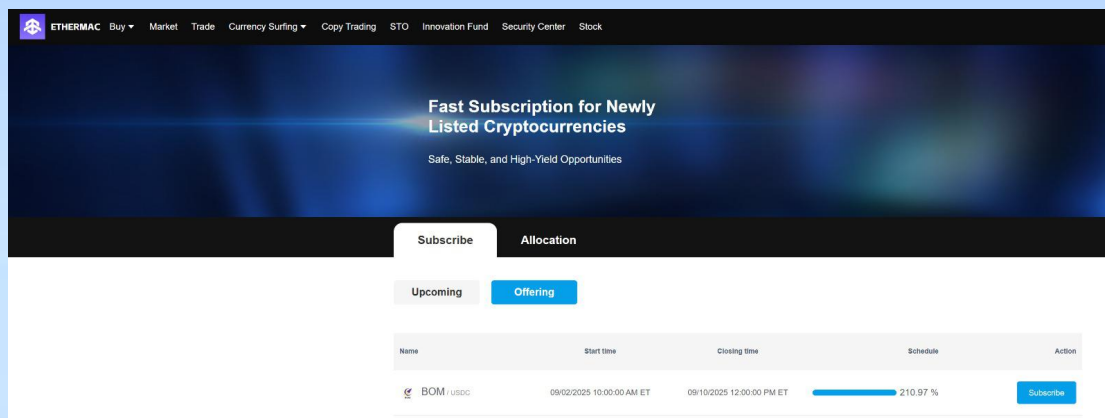 ETHERMAC Buy Market Trade Currency Surfing Copy Trading STO Innovation Fund Security Center Stock
Fast Subscription for Newly
Listed Cryptocurrencies
Safe, Stable, and High-Yield Opportunities
Subscribe Allocation
Upcoming Offering
Name Start time Closing time Schedule Action
BOM / USDC 09/02/2025 10:00:00 AM ET 09/10/2025 12:00:00 PM ET 210.97 % Subscribe